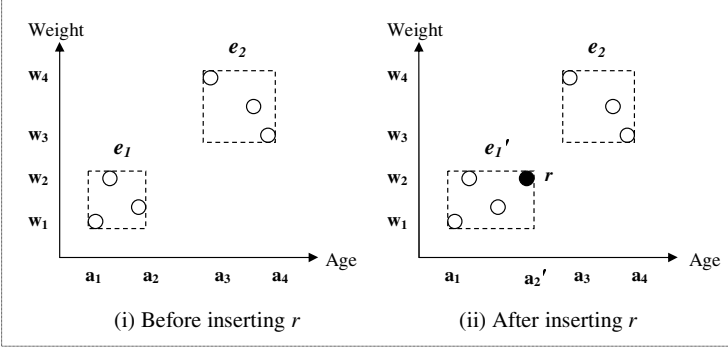 Weight
e2
w4
w3
e1
w2
w1
Age
a1 a2 a3 a4
(i) Before inserting r
Weight
e2
w4
w3
e1′
w2
r
w1
Age
a1 a2′ a3 a4
(ii) After inserting r